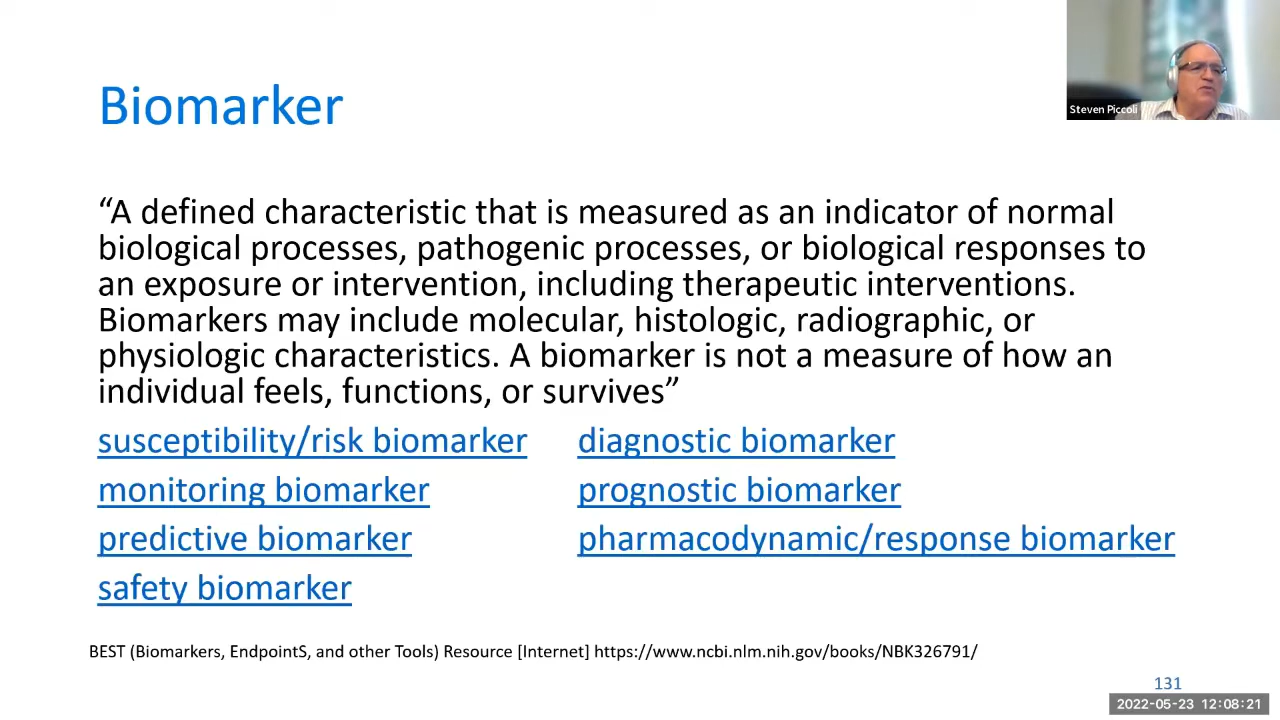 Steven Piccoli
Biomarker
“A defined characteristic that is measured as an indicator of normal
biological processes, pathogenic processes, or biological responses to
an exposure or intervention, including therapeutic interventions.
Biomarkers may include molecular, histologic, radiographic, or
physiologic characteristics. A biomarker is not a measure of how an
individual feels, functions, or survives”
susceptibility/risk biomarker diagnostic biomarker
monitoring biomarker prognostic biomarker
predictive biomarker pharmacodynamic/response biomarker
safety biomarker
BEST (Biomarkers, EndpointS, and other Tools) Resource [Internet] https://www.ncbi.nlm.nih.gov/books/NBK326791/
131
2022-05-23 12:08:21